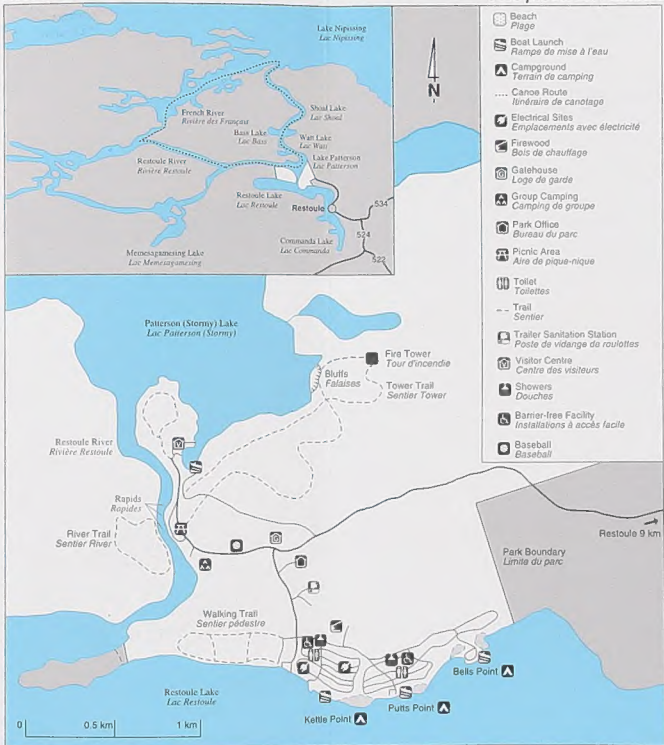 Lake Nipissing
Lac Nipissing
French River
Rivière des Français
Shoal Lake
Lac Shoal
Bass Lake
Lac Bass
Watt Lake
Lac Watt
Lake Patterson
Lac Patterson
Restoule River
Rivière Restoule
Restoule Lake
Lac Restoule
Restoule
534
524
522
Commanda Lake
Lac Commanda
Memesagamesing Lake
Lac Memesagamesing
N
Beach
Plage
Boat Launch
Rampe de mise à l'eau
Campground
Terrain de camping
Canoe Route
Itinéraire de canotage
Electrical Sites
Emplacements avec électricité
Firewood
Bois de chauffage
Gatehouse
Loge de garde
Group Camping
Camping de groupe
Park Office
Bureau du parc
Picnic Area
Aire de pique-nique
Toilet
Toilettes
Trail
Sentier
Trailer Sanitation Station
Poste de vidange de roulottes
Visitor Centre
Centre des visiteurs
Showers
Douches
Barrier-free Facility
Installations à accès facile
Baseball
Baseball
Patterson (Stormy) Lake
Lac Patterson (Stormy)
Fire Tower
Tour d'incendie
Bluffs
Falaises
Tower Trail
Sentier Tower
Restoule River
Rivière Restoule
Rapids
Rapides
River Trail
Sentier River
Restoule 9 km
Park Boundary
Limite du parc
Walking Trail
Sentier pédestre
Bells Point
Restoule Lake
Lac Restoule
Putts Point
Kettle Point
0 0.5 km 1 km